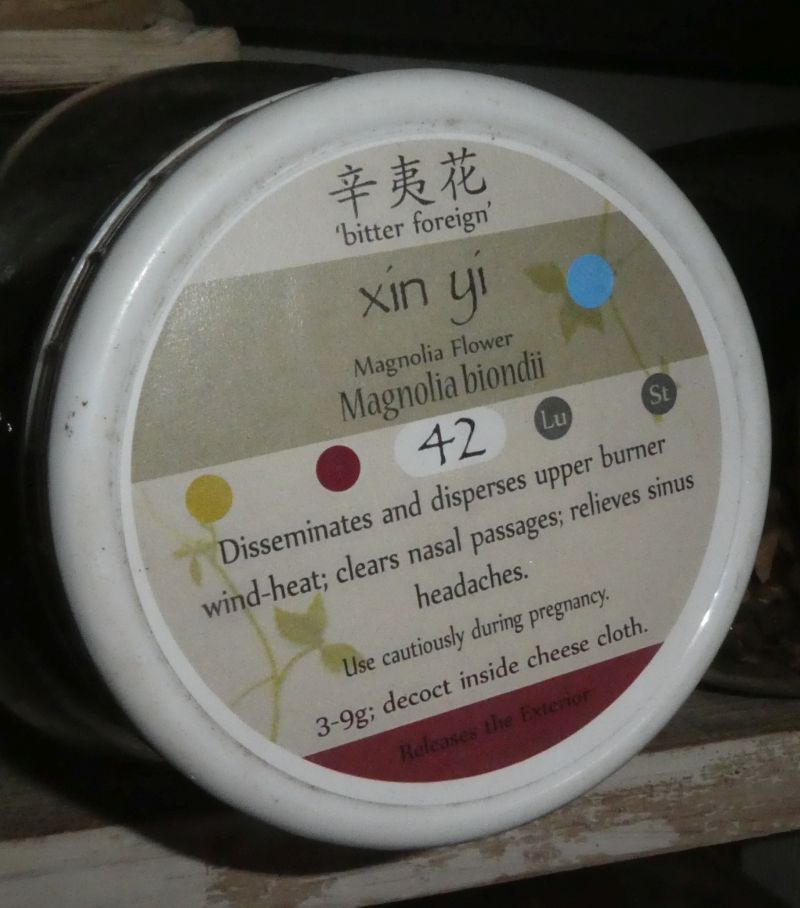 辛夷花
'bitter foreign'
xin yi
Magnolia Flower
Magnolia biondii
42 Lu St
Disseminates and disperses upper burner
wind-heat; clears nasal passages; relieves sinus
headaches.
Use cautiously during pregnancy.
3-9g; decoct inside cheese cloth.
Releases the Exterior